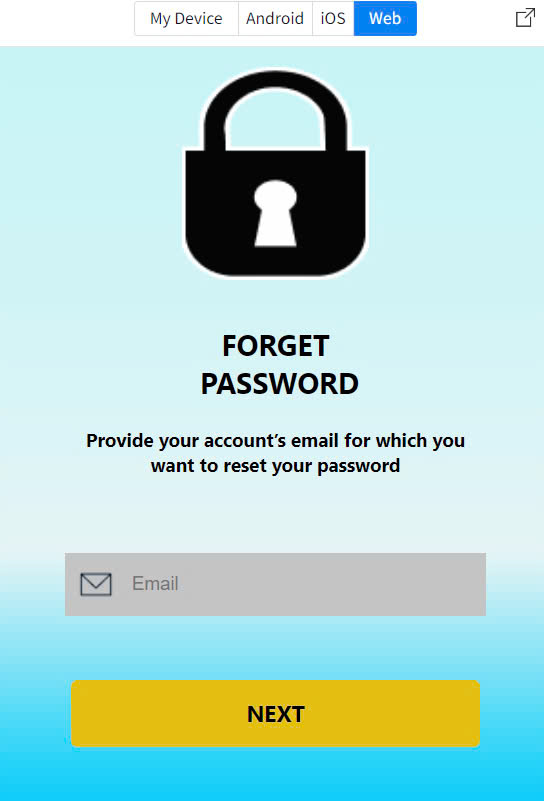 My Device Android iOS Web
FORGET
PASSWORD
Provide your account's email for which you
want to reset your password
Email
NEXT